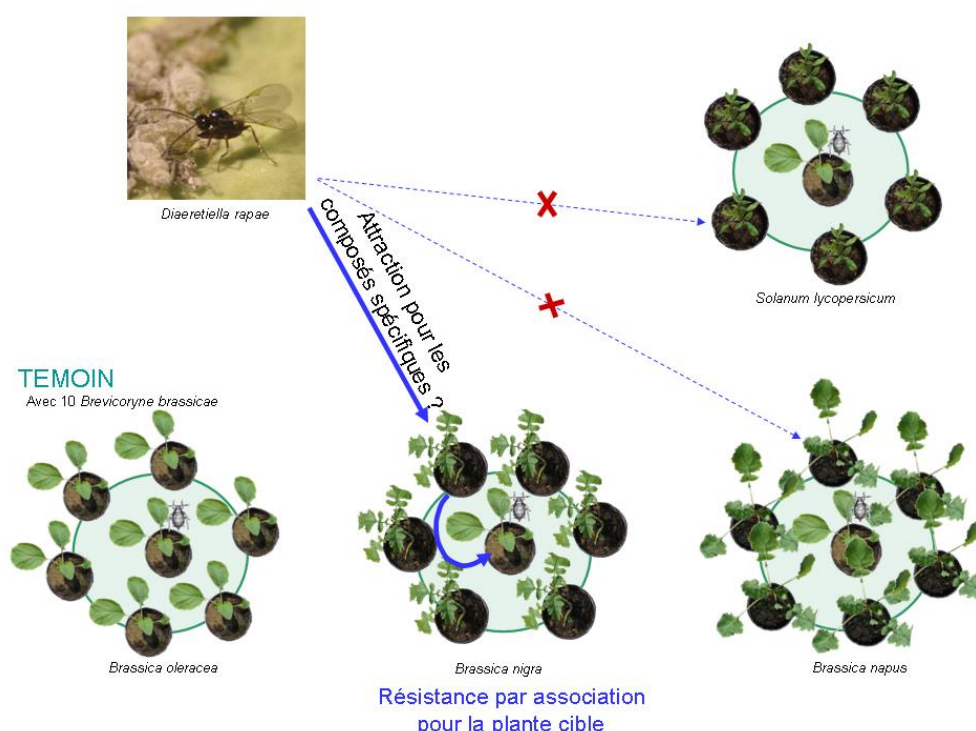 Diaeretiella rapae
Attraction pour les
composés spécifiques ?
Solanum lycopersicum
TEMOIN
Avec 10 Brevicoryne brassicae
Brassica oleracea
Brassica nigra
Brassica napus
Résistance par association
pour la plante cible